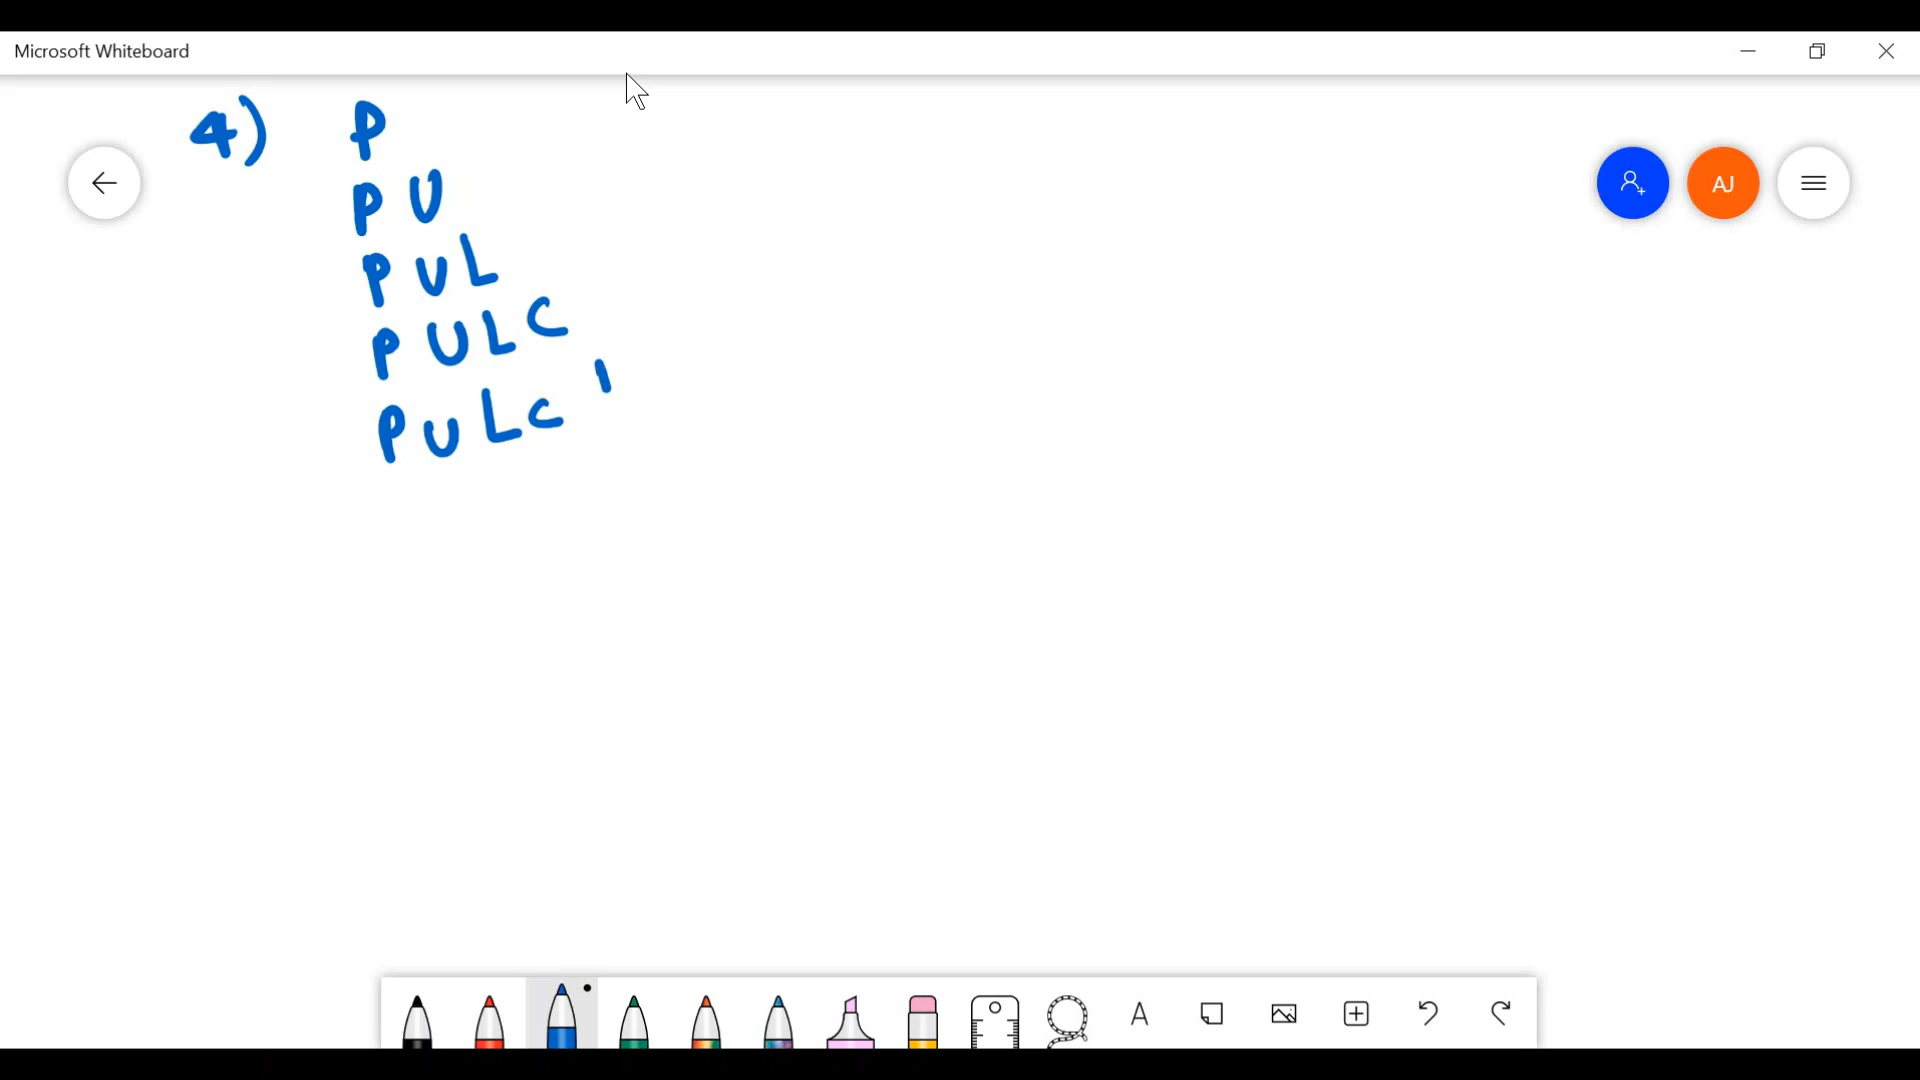 Microsoft Whiteboard
4) P
P U
AJ
P U L
P U L C
P U L C I
A